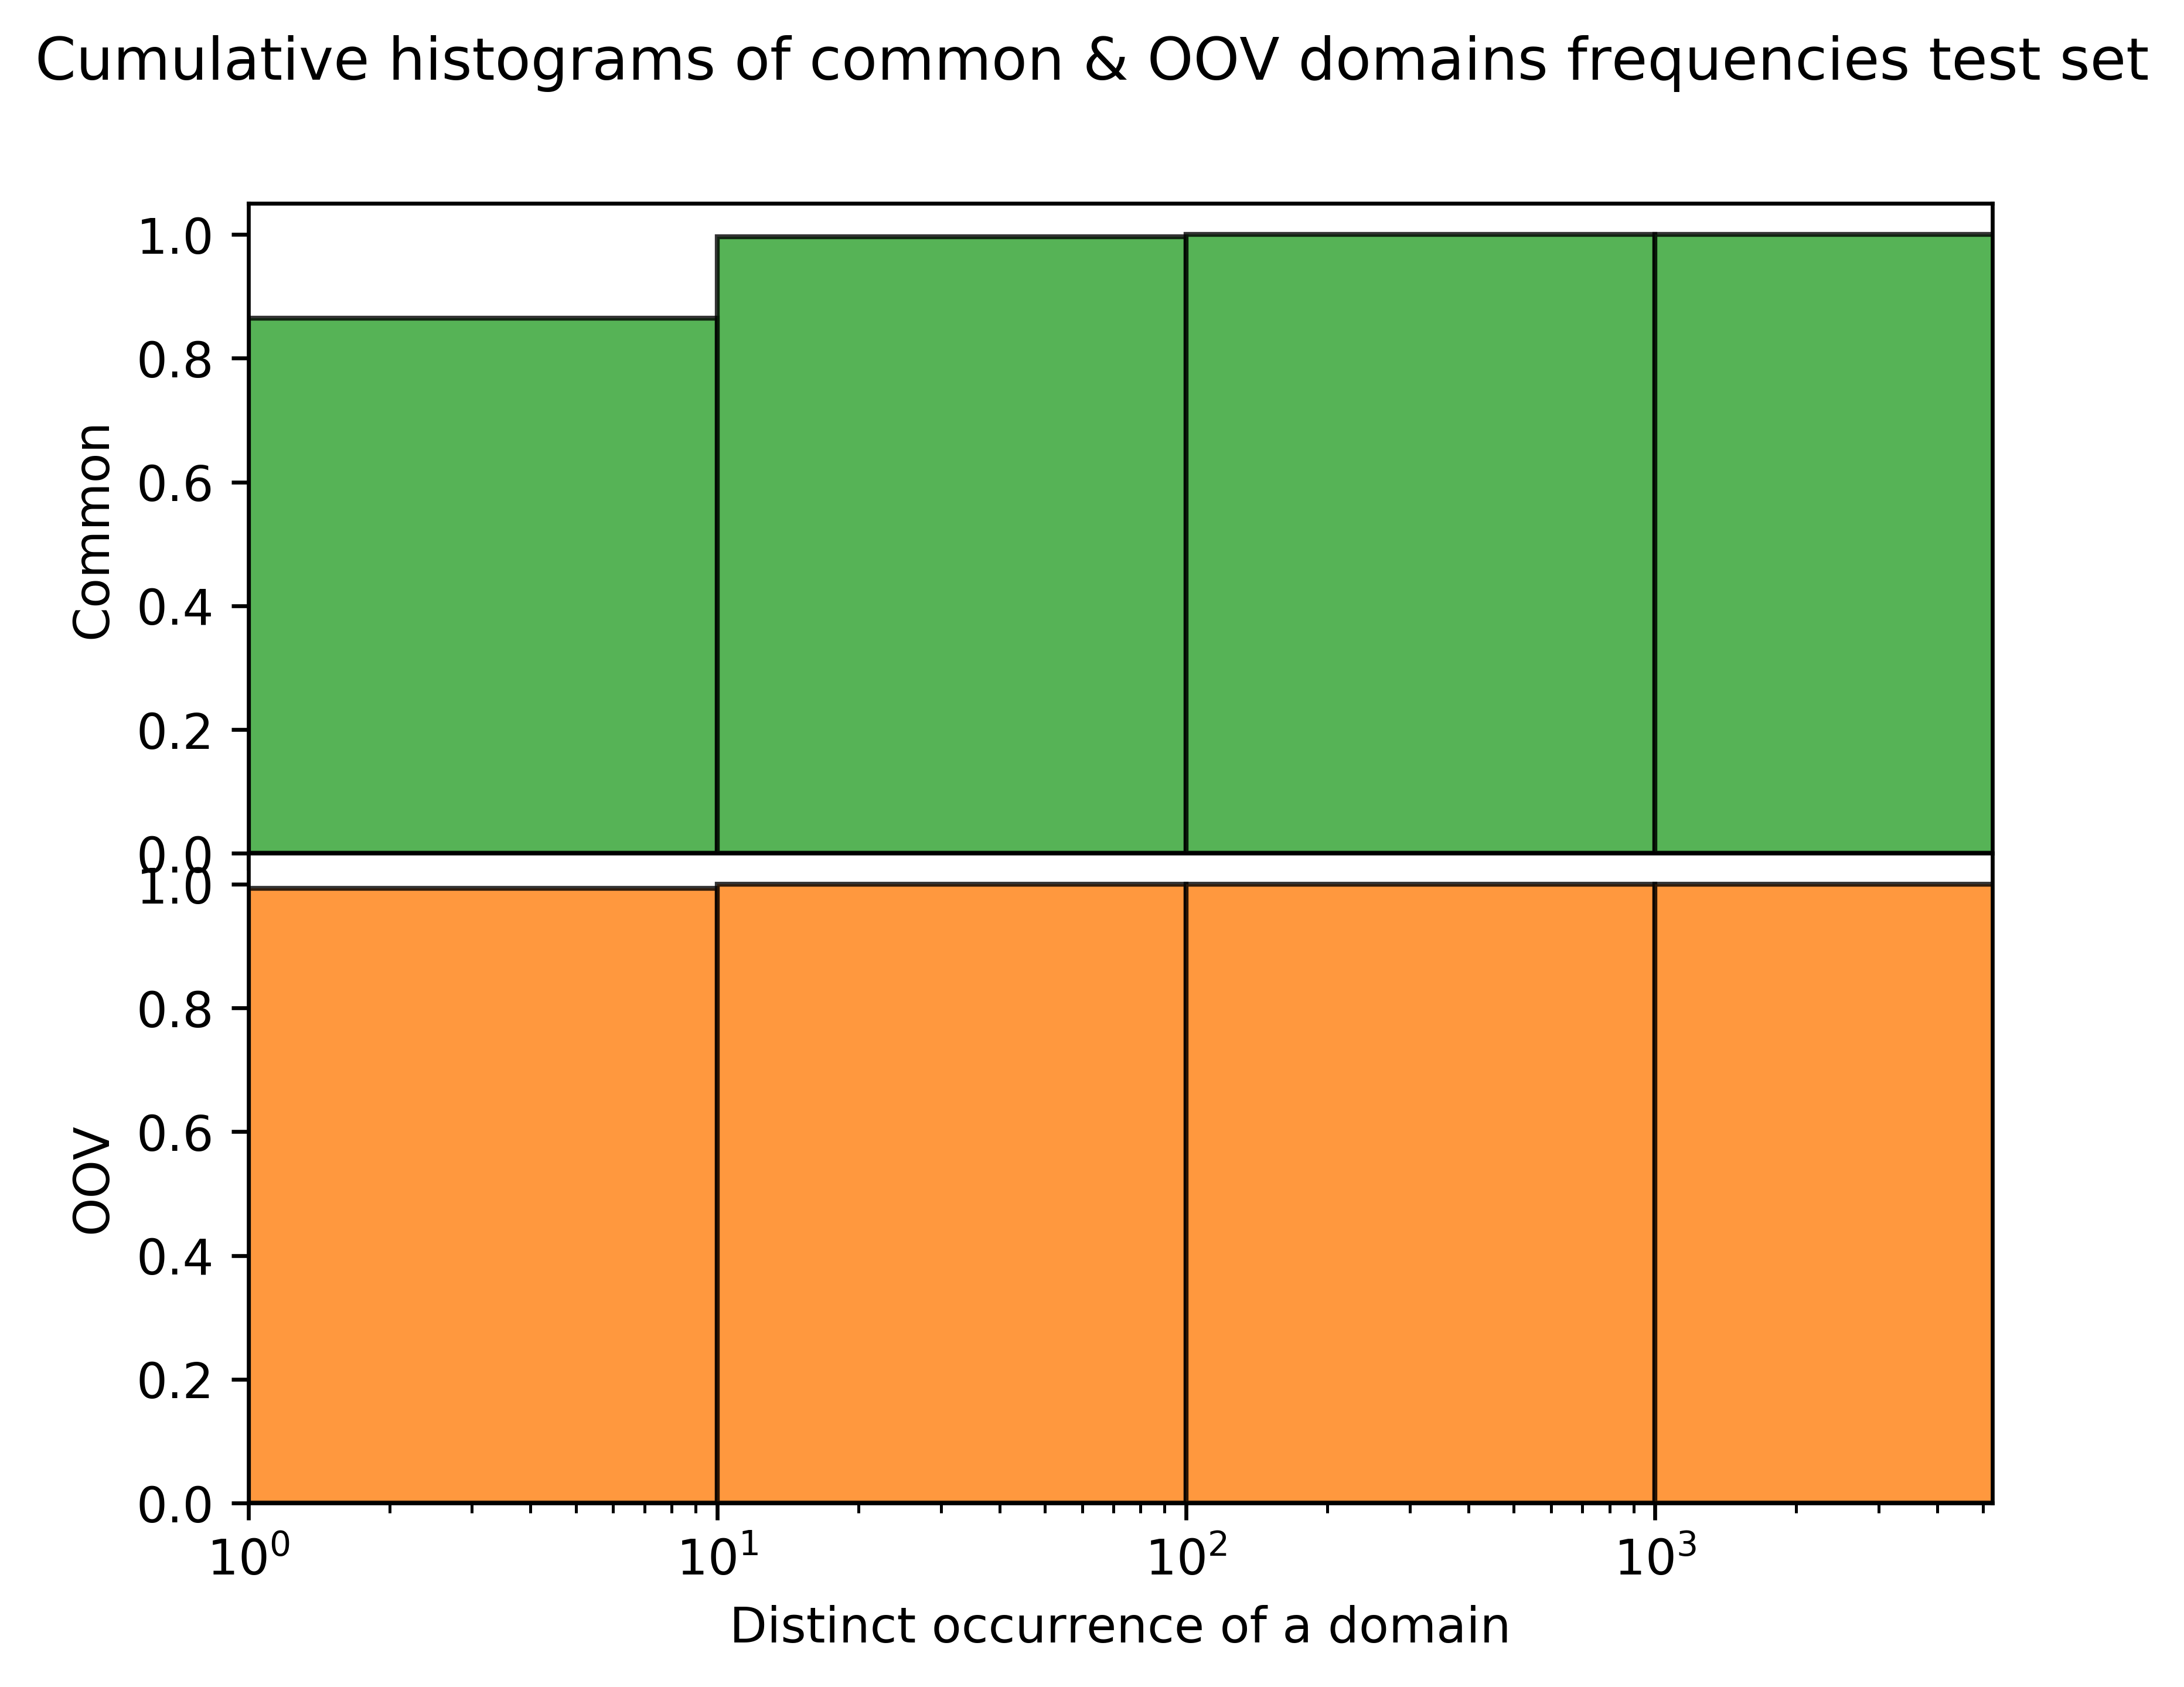 Cumulative histograms of common & OOV domains frequencies test set
1.0
0.8
0.6
0.4
0.2
0.0
Common
1.0
0.8
0.6
0.4
0.2
0.0
OOV
10⁰ 10¹ 10² 10³
Distinct occurrence of a domain